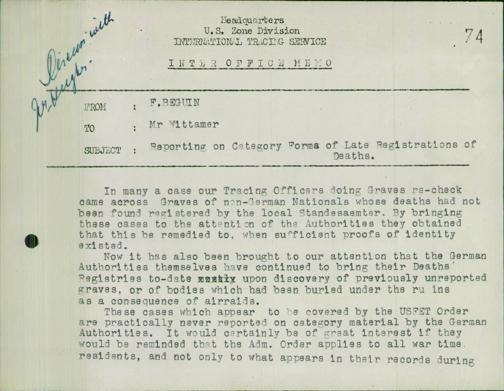 Discuss with
Mr Hughes.
74
Headquarters
U.S. Zone Division
INTERNATIONAL TRACING SERVICE
INTER OFFICE MEMO
FROM : F.BEGUIN
TO : Mr Wittamer
SUBJECT : Reporting on Category Forms of Late Registrations of
Deaths.
In many a case our Tracing Officers doing Graves re-check
came across Graves of non-German Nationals whose deaths had not
been found registered by the local Standesaemter. By bringing
these cases to the attention of the Authorities they obtained
that this be remedied to, when sufficient proofs of identity
existed.
Now it has also been brought to our attention that the German
Authorities themselves have continued to bring their Deaths'
Registries to-date upon discovery of previously unreported
graves, or of bodies which had been buried under the ruins
as a consequence of airraids.
These cases which appear to be covered by the USFET Order
are practically never reported on category material by the German
Authorities. It would certainly be of great interest if they
would be reminded that the Adm. Order applies to all war time
residents, and not only to what appears in their records during